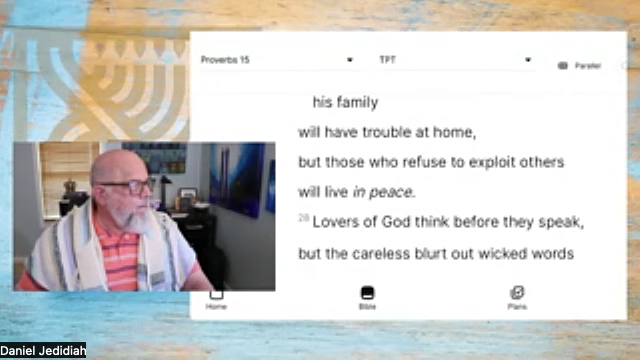 Proverbs 15
TPT
Parallel
his family
will have trouble at home,
but those who refuse to exploit others
will live in peace.
28 Lovers of God think before they speak,
but the careless blurt out wicked words
Home
Bible
Plans
Daniel Jedidiah